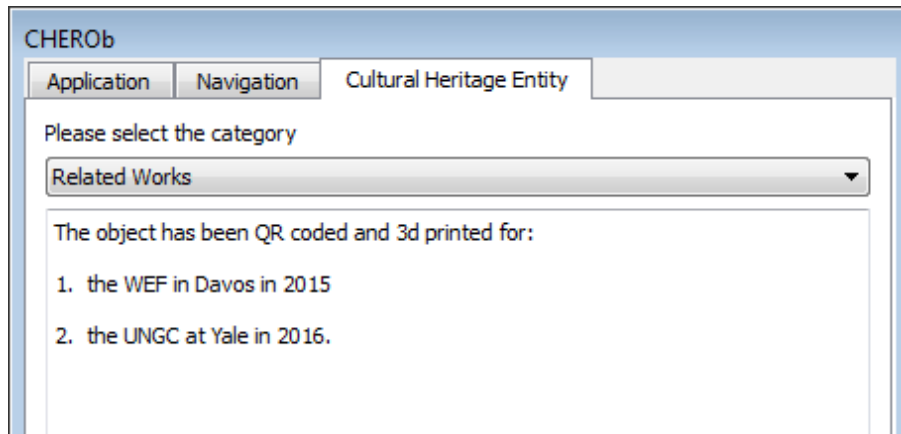 CHEROb
Application Navigation Cultural Heritage Entity
Please select the category
Related Works
The object has been QR coded and 3d printed for:
1. the WEF in Davos in 2015
2. the UNGC at Yale in 2016.